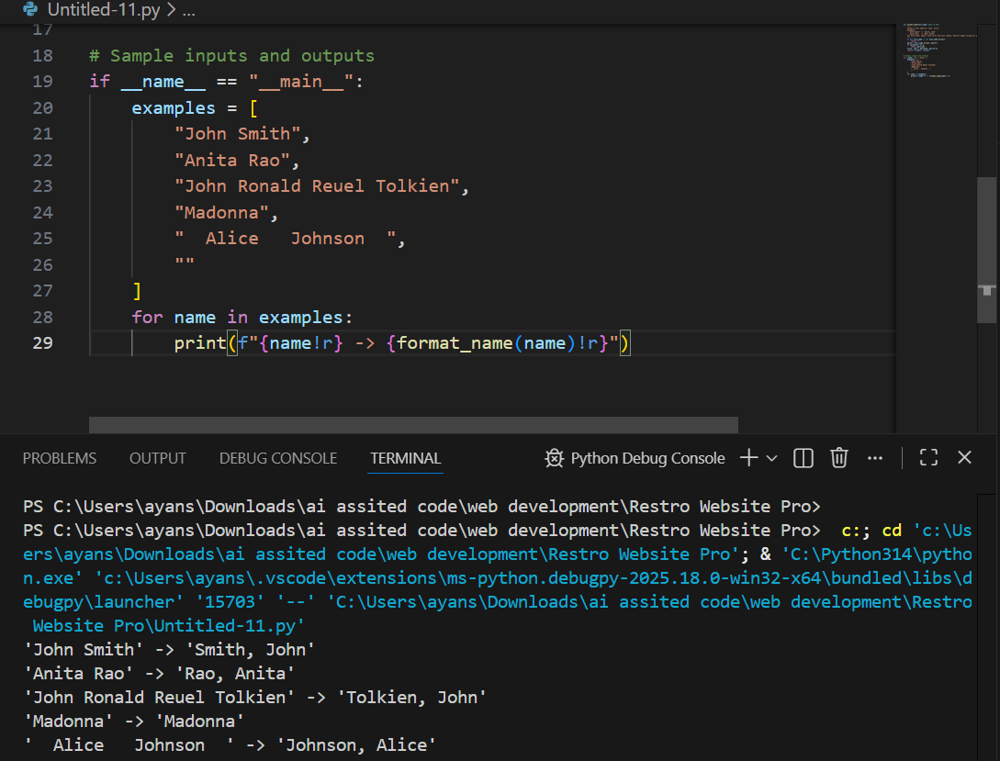 Untitled-11.py > ...
17
18 # Sample inputs and outputs
19 if __name__ == "__main__":
20     examples = [
21         "John Smith",
22         "Anita Rao",
23         "John Ronald Reuel Tolkien",
24         "Madonna",
25         "  Alice   Johnson  ",
26         ""
27     ]
28     for name in examples:
29         print(f"{name!r} -> {format_name(name)!r}")
PROBLEMS OUTPUT DEBUG CONSOLE TERMINAL Python Debug Console
PS C:\Users\ayans\Downloads\ai assited code\web development\Restro Website Pro>
PS C:\Users\ayans\Downloads\ai assited code\web development\Restro Website Pro>  c:; cd 'c:\Us
ers\ayans\Downloads\ai assited code\web development\Restro Website Pro'; & 'C:\Python314\pytho
n.exe' 'c:\Users\ayans\.vscode\extensions\ms-python.debugpy-2025.18.0-win32-x64\bundled\libs\d
ebugpy\launcher' '15703' '--' 'C:\Users\ayans\Downloads\ai assited code\web development\Restro
 Website Pro\Untitled-11.py'
'John Smith' -> 'Smith, John'
'Anita Rao' -> 'Rao, Anita'
'John Ronald Reuel Tolkien' -> 'Tolkien, John'
'Madonna' -> 'Madonna'
'  Alice   Johnson  ' -> 'Johnson, Alice'